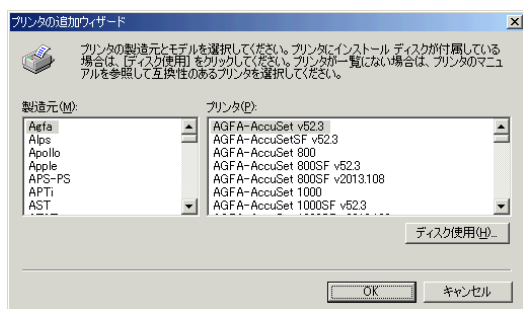 プリンタの追加ウィザード
プリンタの製造元とモデルを選択してください。プリンタにインストール ディスクが付属している
場合は、[ディスク使用] をクリックしてください。プリンタが一覧にない場合は、プリンタのマニュ
アルを参照して互換性のあるプリンタを選択してください。
製造元(M):
Agfa
Alps
Apollo
Apple
APS-PS
APTi
AST
プリンタ(P):
AGFA-AccuSet v52.3
AGFA-AccuSetSF v52.3
AGFA-AccuSet 800
AGFA-AccuSet 800SF v52.3
AGFA-AccuSet 800SF v2013.108
AGFA-AccuSet 1000
AGFA-AccuSet 1000SF v52.3
ディスク使用(H)...
OK
キャンセル